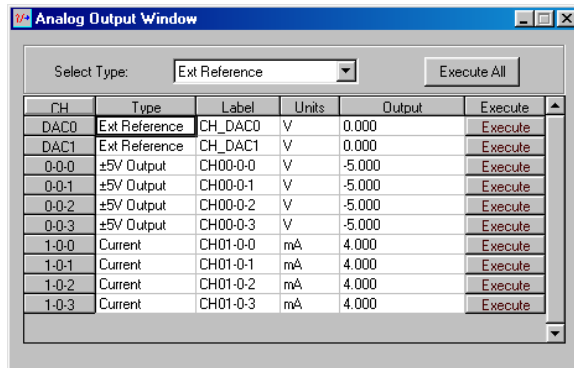 Analog Output Window
Select Type: Ext Reference Execute All
CH Type Label Units Output Execute
DAC0 Ext Reference CH_DAC0 V 0.000 Execute
DAC1 Ext Reference CH_DAC1 V 0.000 Execute
0-0-0 ±5V Output CH00-0-0 V -5.000 Execute
0-0-1 ±5V Output CH00-0-1 V -5.000 Execute
0-0-2 ±5V Output CH00-0-2 V -5.000 Execute
0-0-3 ±5V Output CH00-0-3 V -5.000 Execute
1-0-0 Current CH01-0-0 mA 4.000 Execute
1-0-1 Current CH01-0-1 mA 4.000 Execute
1-0-2 Current CH01-0-2 mA 4.000 Execute
1-0-3 Current CH01-0-3 mA 4.000 Execute